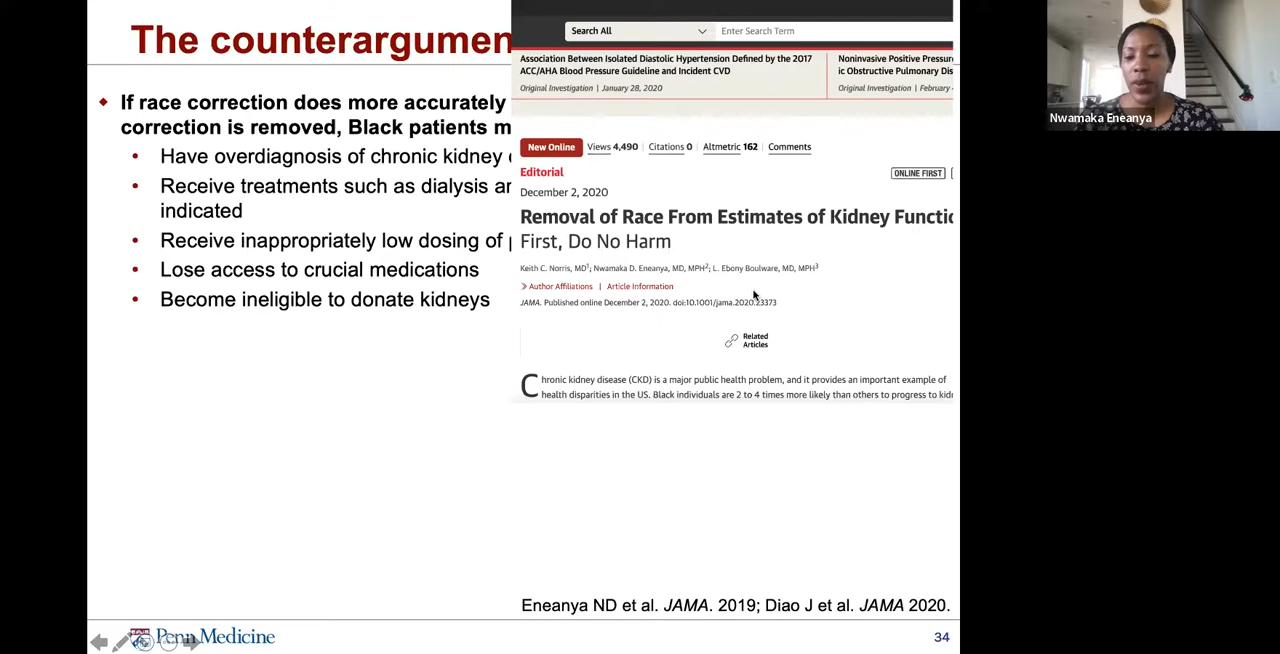 The counterargumen
If race correction does more accurately
correction is removed, Black patients m
Have overdiagnosis of chronic kidney
Receive treatments such as dialysis ar
indicated
Receive inappropriately low dosing of
Lose access to crucial medications
Become ineligible to donate kidneys
Search All
Enter Search Term
Association Between Isolated Diastolic Hypertension Defined by the 2017
ACC/AHA Blood Pressure Guideline and Incident CVD
Original Investigation | January 28, 2020
Noninvasive Positive Pressur
ic Obstructive Pulmonary Dis
Original Investigation | February
New Online
Views 4,490
Citations 0
Altmetric 162
Comments
Editorial
ONLINE FIRST
December 2, 2020
Removal of Race From Estimates of Kidney Functio
First, Do No Harm
Keith C. Norris, MD1; Nwamaka D. Eneanya, MD, MPH2; L. Ebony Boulware, MD, MPH3
Author Affiliations | Article Information
JAMA. Published online December 2, 2020. doi:10.1001/jama.2020.23373
Related
Articles
Chronic kidney disease (CKD) is a major public health problem, and it provides an important example of
health disparities in the US. Black individuals are 2 to 4 times more likely than others to progress to kidn
Eneanya ND et al. JAMA. 2019; Diao J et al. JAMA 2020.
Penn Medicine
34
Nwamaka Eneanya